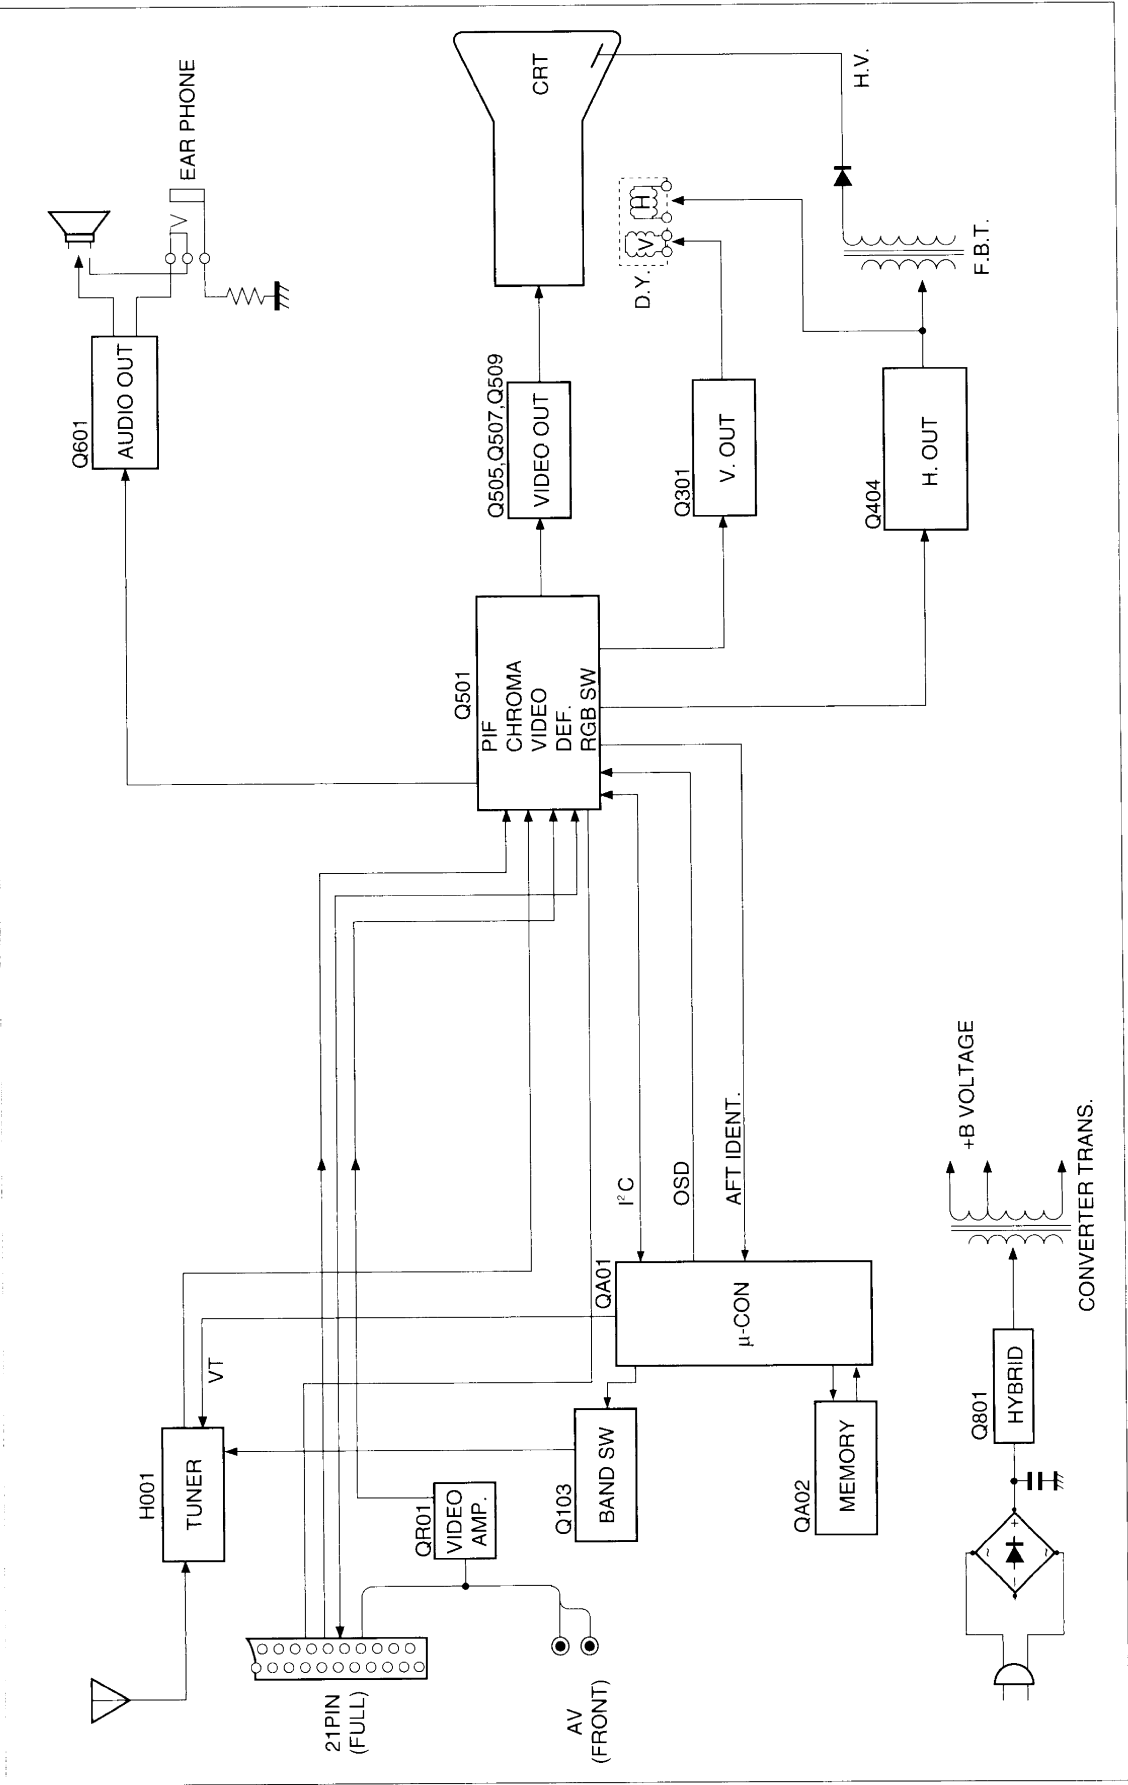 21PIN
(FULL)
AV
(FRONT)
H001
TUNER
VT
QR01
VIDEO
AMP.
Q103
BAND SW
QA02
MEMORY
QA01
μ-CON
I²C
OSD
AFT IDENT.
Q801
HYBRID
+
-
~
~
CONVERTER TRANS.
+B VOLTAGE
Q501
PIF
CHROMA
VIDEO
DEF.
RGB SW
Q601
AUDIO OUT
EAR PHONE
Q505,Q507,Q509
VIDEO OUT
CRT
Q301
V. OUT
D.Y.
V
H
Q404
H. OUT
F.B.T.
H.V.